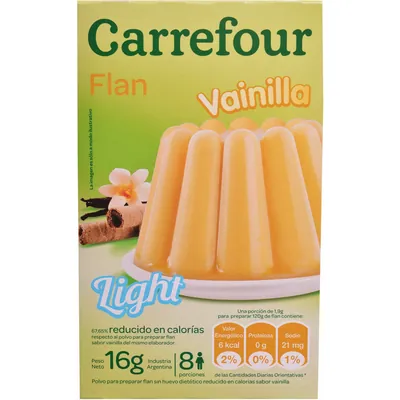 Carrefour
Flan
Vainilla
La imagen es sólo a modo ilustrativo
Light
67,65% reducido en calorías
respecto al polvo para preparar flan
sabor vainilla del mismo elaborador.
Peso Neto 16g Industria Argentina 8 porciones
Una porción de 1,9g
para preparar 120g de flan contiene:
Valor Energético 6 kcal 2%
Proteínas 0 g 0%
Sodio 21 mg 1%
de las Cantidades Diarias Orientativas *
Polvo para preparar flan sin huevo dietético reducido en calorías sabor vainilla.